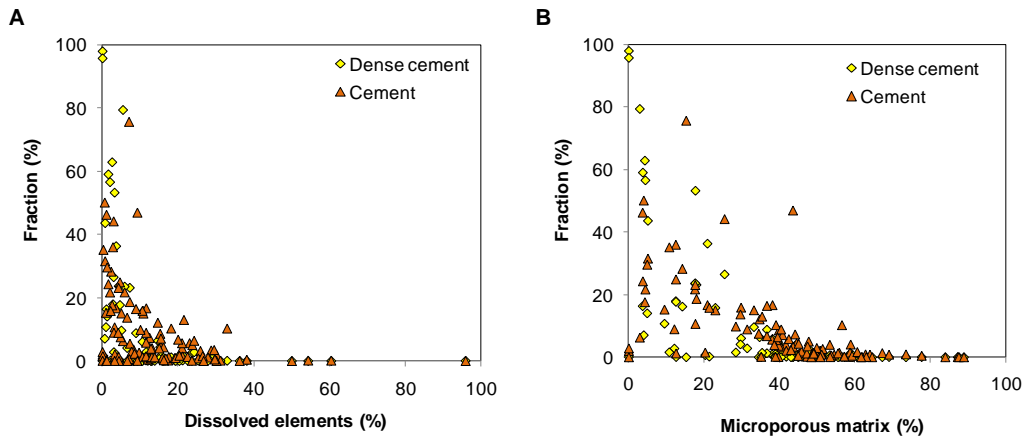 A
B
100
80
60
40
20
0
Fraction (%)
Dense cement
Cement
0 20 40 60 80 100
Dissolved elements (%)
100
80
60
40
20
0
Fraction (%)
Dense cement
Cement
0 20 40 60 80 100
Microporous matrix (%)